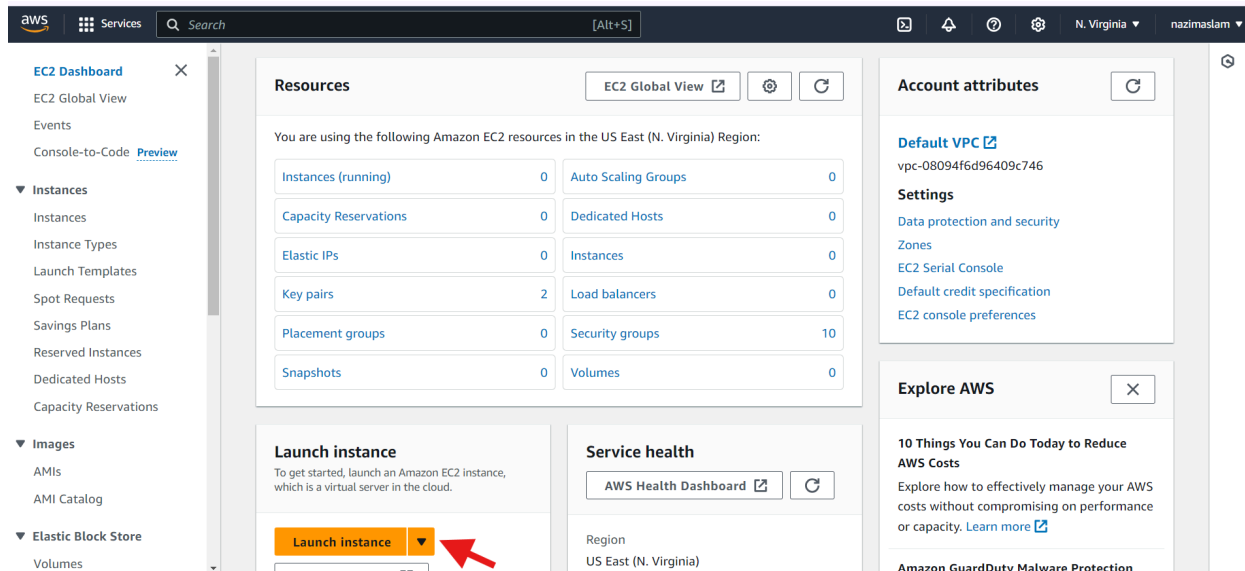 aws
Services
Search
[Alt+S]
N. Virginia
nazimaslam
EC2 Dashboard
EC2 Global View
Events
Console-to-Code Preview
Instances
Instances
Instance Types
Launch Templates
Spot Requests
Savings Plans
Reserved Instances
Dedicated Hosts
Capacity Reservations
Images
AMIs
AMI Catalog
Elastic Block Store
Volumes
Resources
EC2 Global View
You are using the following Amazon EC2 resources in the US East (N. Virginia) Region:
Instances (running) 0
Auto Scaling Groups 0
Capacity Reservations 0
Dedicated Hosts 0
Elastic IPs 0
Instances 0
Key pairs 2
Load balancers 0
Placement groups 0
Security groups 10
Snapshots 0
Volumes 0
Launch instance
To get started, launch an Amazon EC2 instance,
which is a virtual server in the cloud.
Launch instance
Service health
AWS Health Dashboard
Region
US East (N. Virginia)
Account attributes
Default VPC
vpc-08094f6d96409c746
Settings
Data protection and security
Zones
EC2 Serial Console
Default credit specification
EC2 console preferences
Explore AWS
10 Things You Can Do Today to Reduce
AWS Costs
Explore how to effectively manage your AWS
costs without compromising on performance
or capacity. Learn more
Amazon GuardDuty Malware Protection